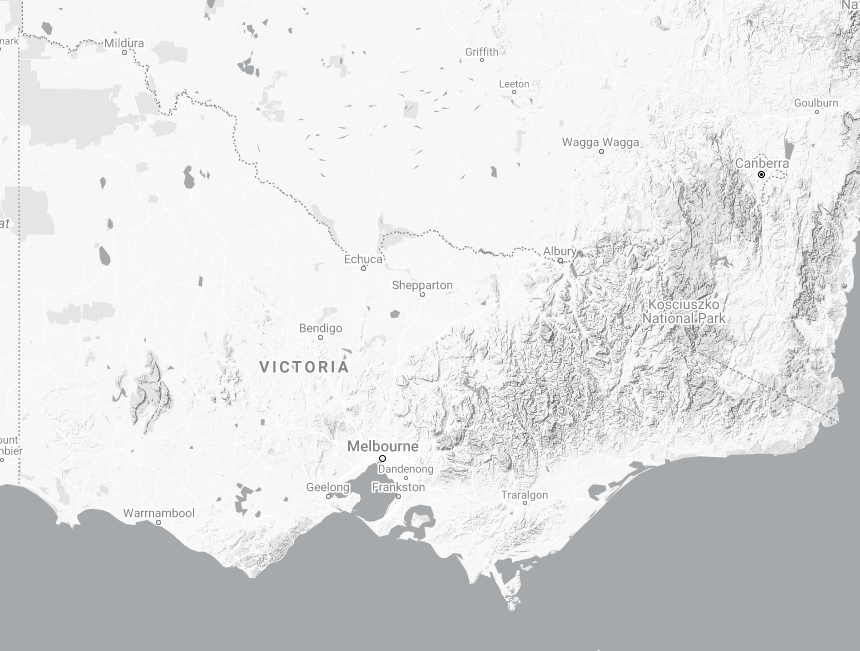 Na
mark
Mildura
Griffith
Leeton
Goulburn
Wagga Wagga
Canberra
at
Echuca
Albury
Shepparton
Kosciuszko
National Park
Bendigo
VICTORIA
ount
nbier
Melbourne
Dandenong
Geelong
Frankston
Traralgon
Warrnambool